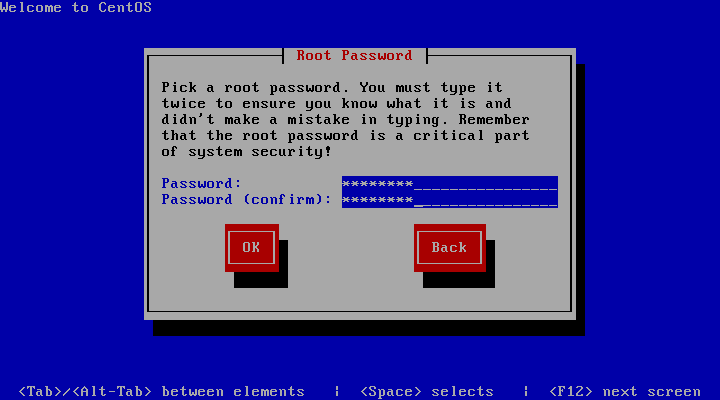 Welcome to CentOS
Root Password
Pick a root password. You must type it
twice to ensure you know what it is and
didn't make a mistake in typing. Remember
that the root password is a critical part
of system security!
Password: ********________________
Password (confirm): ********________________
OK Back
<Tab>/<Alt-Tab> between elements | <Space> selects | <F12> next screen